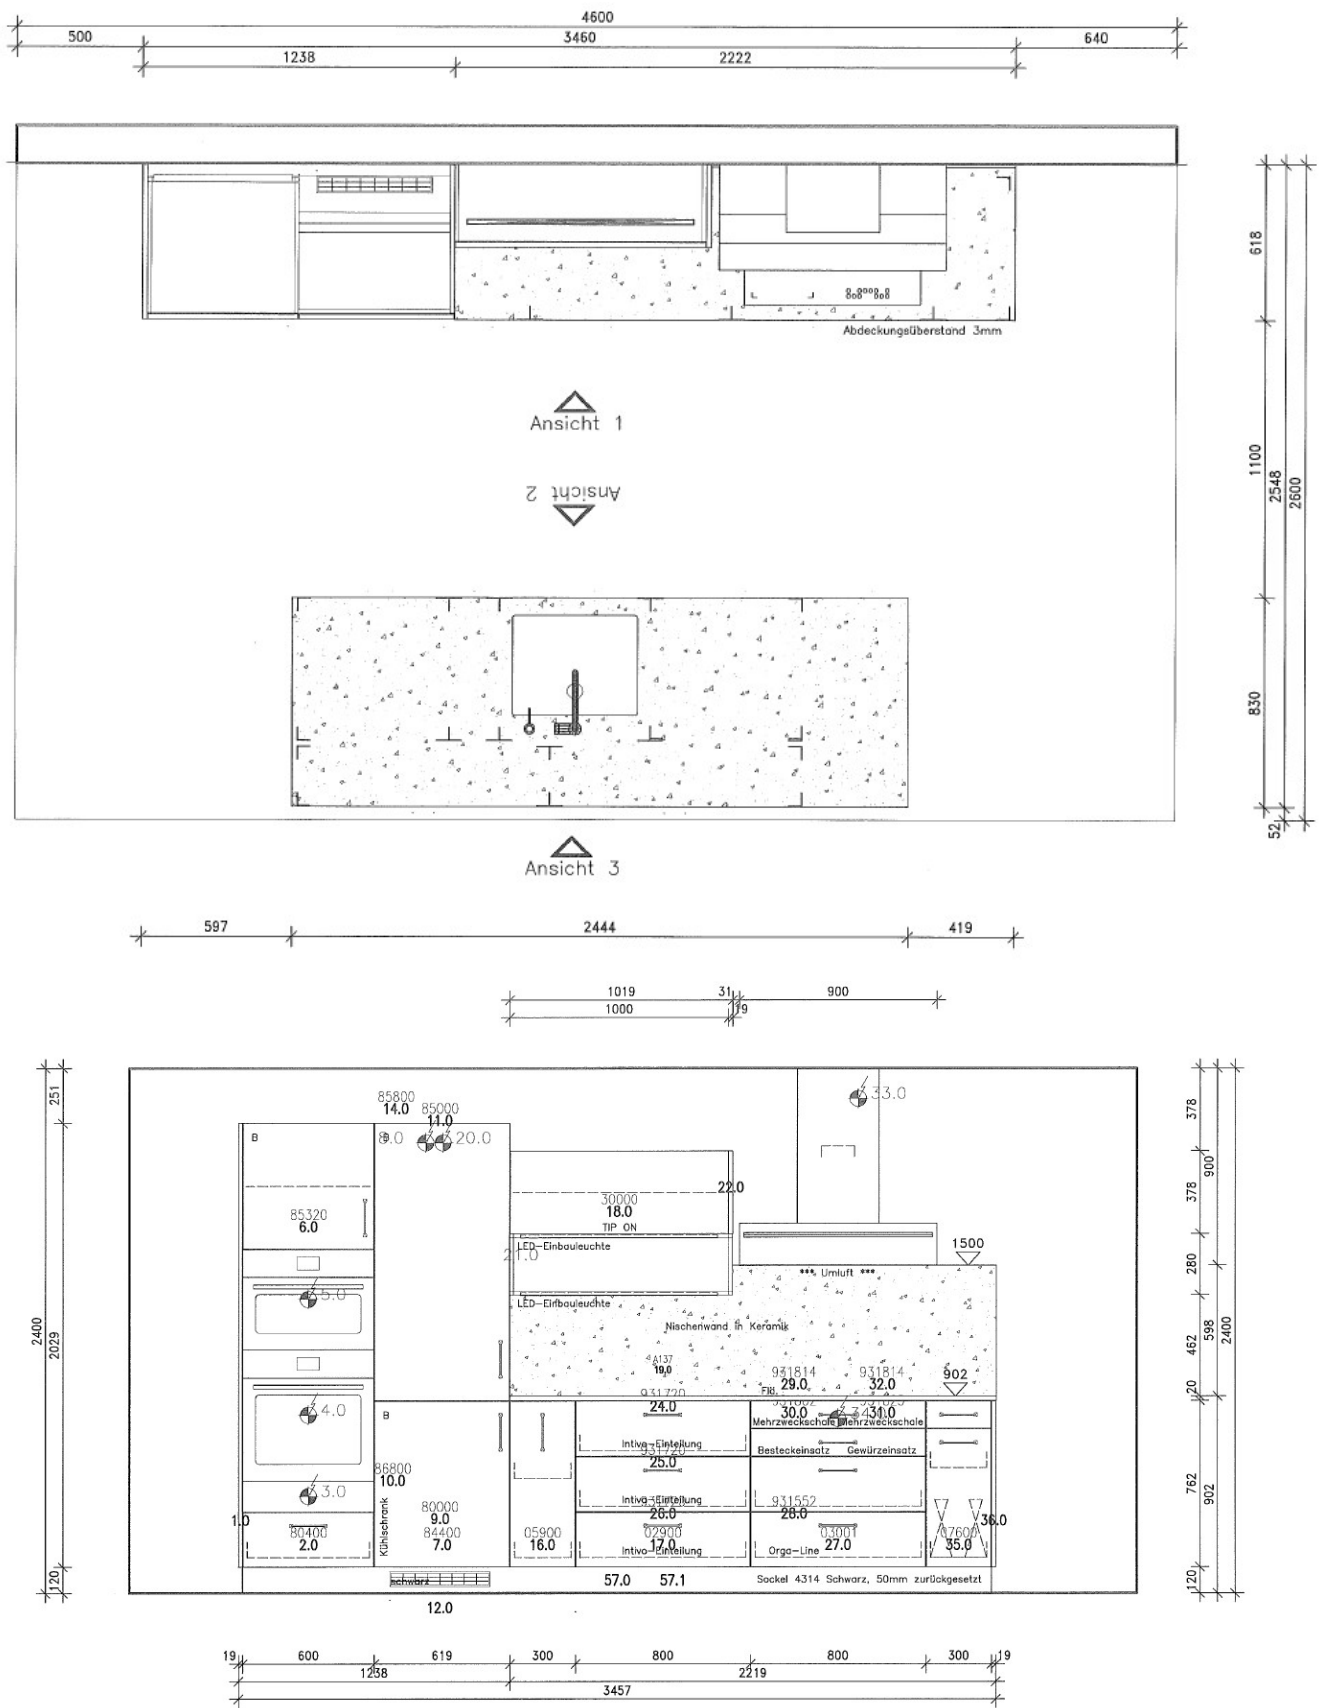 4600
500 3460 640
1238 2222
618
Abdeckungsüberstand 3mm
Ansicht 1
1100
2548
2600
Ansicht 2
830
52
Ansicht 3
597 2444 419
1019 31 900
1000 19
251
378
85800
14.0
85000
11.0
33.0
B
8.0
20.0
900
378
22.0
85320
6.0
30000
18.0
TIP ON
LED-Einbauleuchte
21.0
1500
280
*** Umluft ***
5.0
LED-Einbauleuchte
Nischenwand in Keramik
2400
2029
462
598
2400
A137
19.0
931814
29.0
931814
32.0
902
20
931720
24.0
4.0
B
30.0
31.0
Mehrzweckschale
Mehrzweckschale
Intivo-Einteilung
Besteckeinsatz
Gewürzeinsatz
25.0
86800
10.0
762
902
3.0
Kühlschrank
Intivo-Einteilung
931552
80000
9.0
26.0
28.0
1.0
36.0
80400
2.0
84400
7.0
05900
16.0
02900
17.0
03001
27.0
07600
35.0
Intivo-Einteilung
Orga-Line
120
schwarz
57.0 57.1
Sockel 4314 Schwarz, 50mm zurückgesetzt
120
12.0
19 600 619 300 800 800 300 19
1238 2219
3457